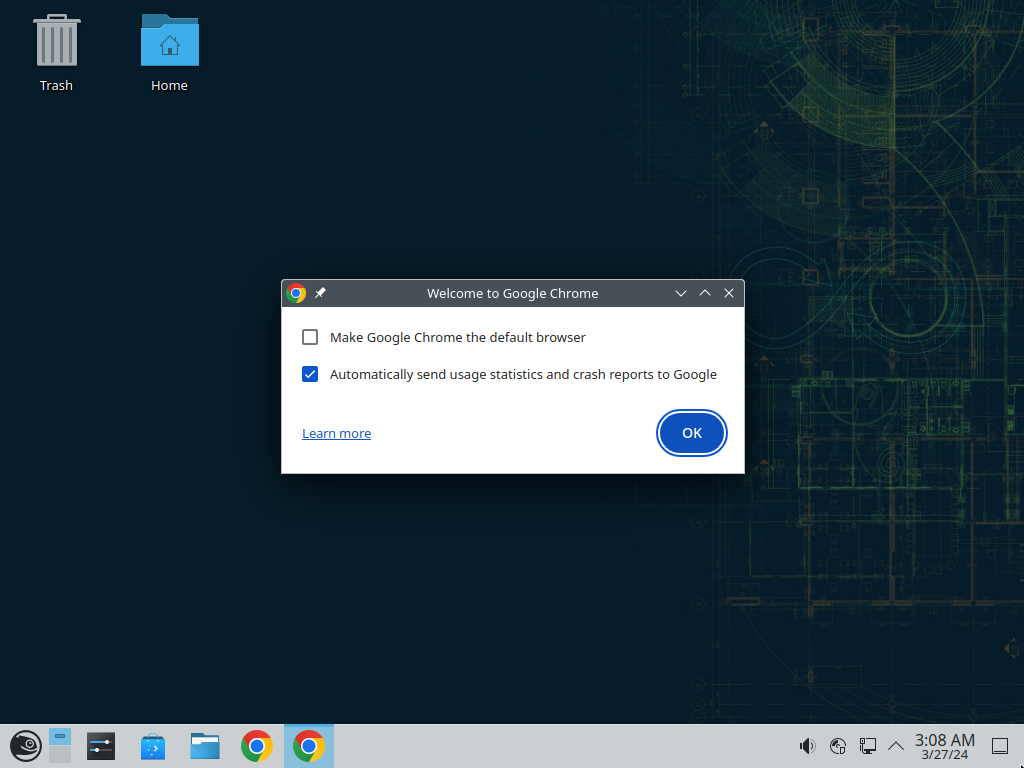 Trash
Home
Welcome to Google Chrome
Make Google Chrome the default browser
Automatically send usage statistics and crash reports to Google
Learn more
OK
3:08 AM
3/27/24